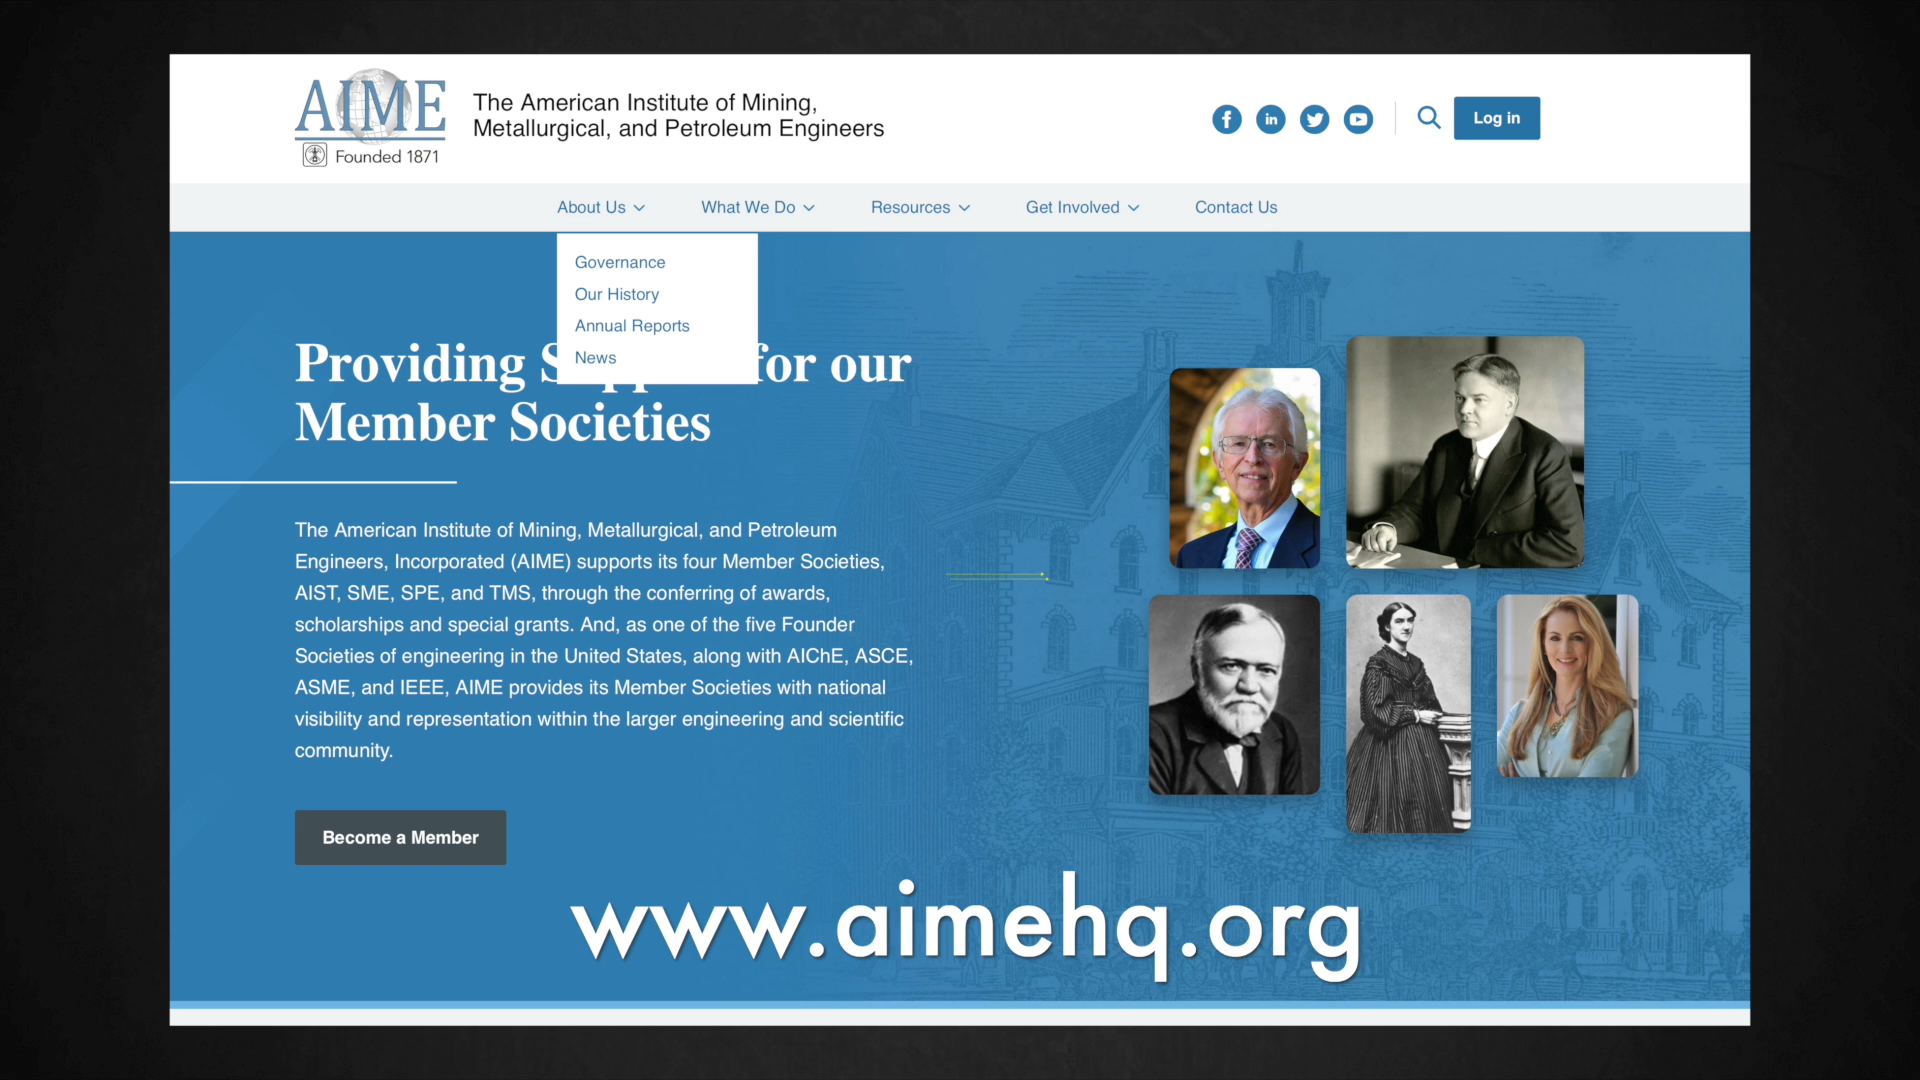 AIME
Founded 1871
The American Institute of Mining,
Metallurgical, and Petroleum Engineers
f
in
Log in
About Us
What We Do
Resources
Get Involved
Contact Us
Governance
Our History
Annual Reports
News
Providing for our
Member Societies
The American Institute of Mining, Metallurgical, and Petroleum
Engineers, Incorporated (AIME) supports its four Member Societies,
AIST, SME, SPE, and TMS, through the conferring of awards,
scholarships and special grants. And, as one of the five Founder
Societies of engineering in the United States, along with AIChE, ASCE,
ASME, and IEEE, AIME provides its Member Societies with national
visibility and representation within the larger engineering and scientific
community.
Become a Member
www.aimehq.org